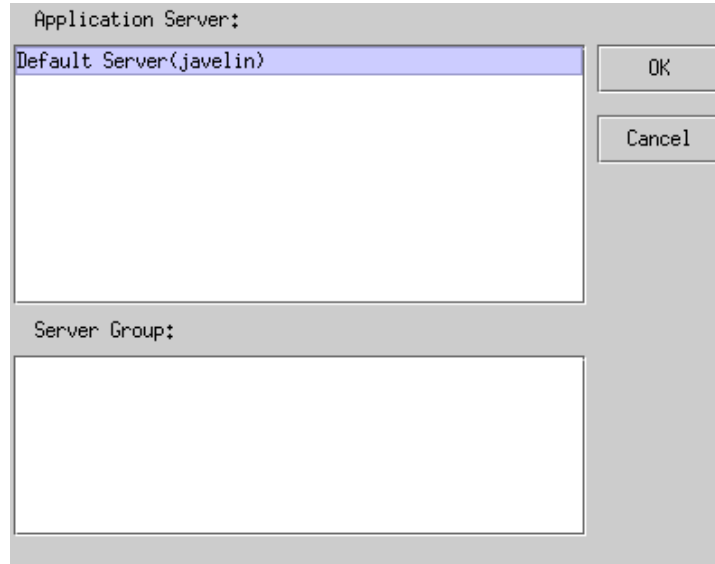 Application Server:
Default Server(javelin)
OK
Cancel
Server Group: